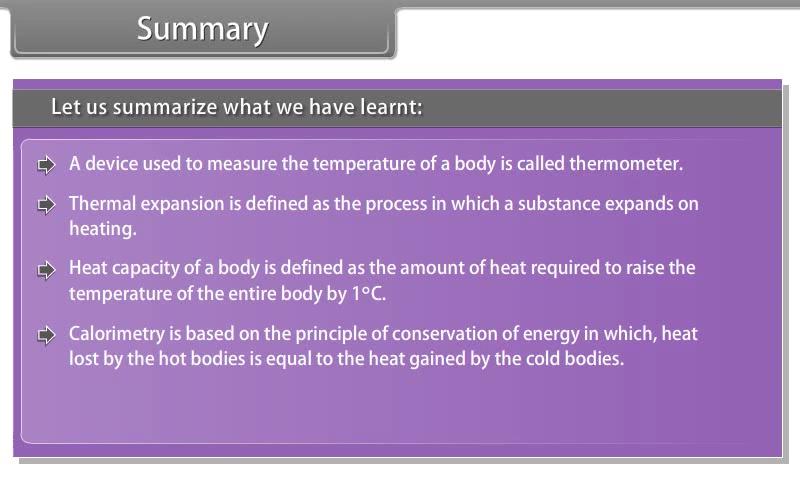 Summary
Let us summarize what we have learnt:
A device used to measure the temperature of a body is called thermometer.
Thermal expansion is defined as the process in which a substance expands on
heating.
Heat capacity of a body is defined as the amount of heat required to raise the
temperature of the entire body by 1°C.
Calorimetry is based on the principle of conservation of energy in which, heat
lost by the hot bodies is equal to the heat gained by the cold bodies.